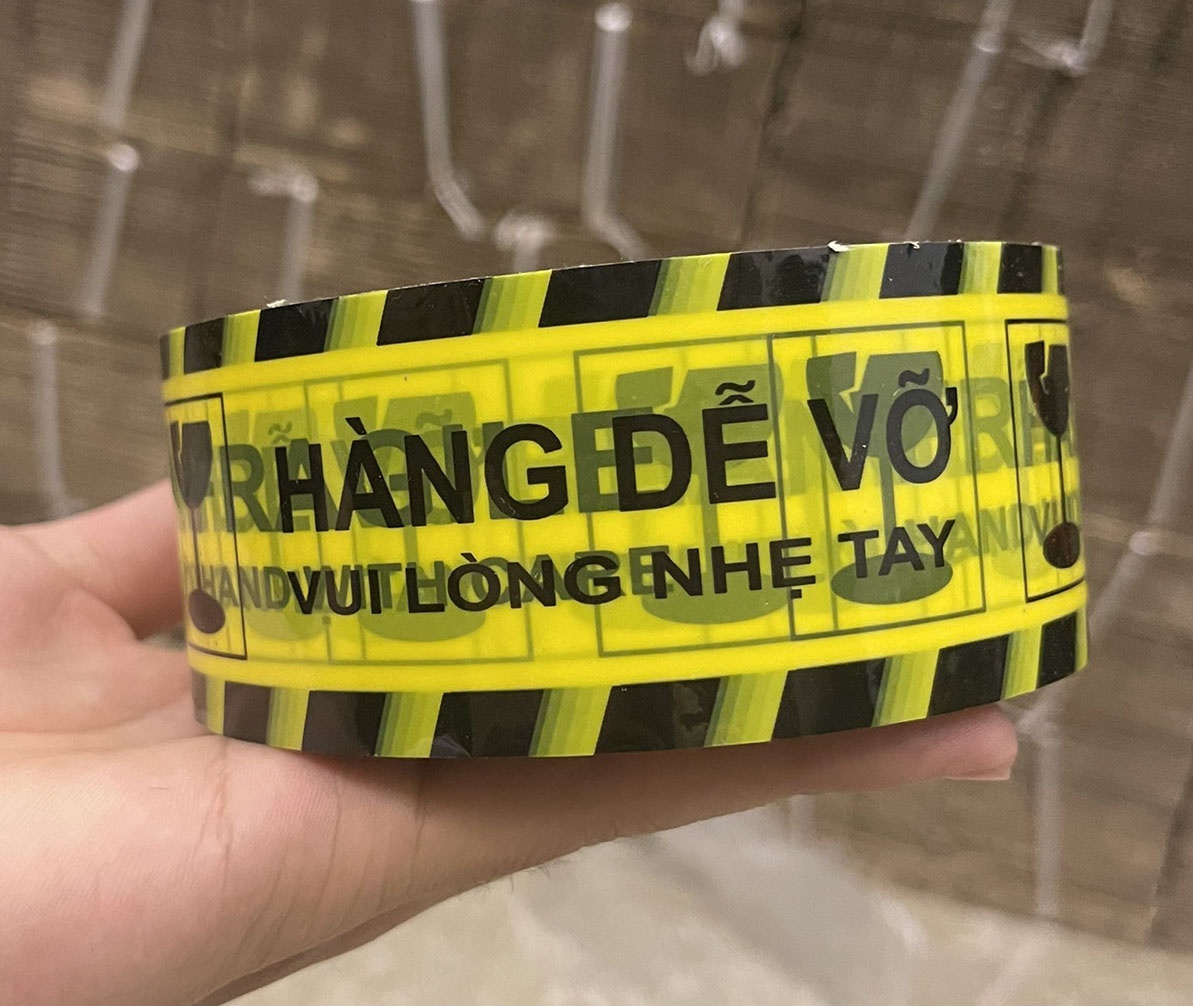 HÀNG DỄ VỠ
VUI LÒNG NHẸ TAY